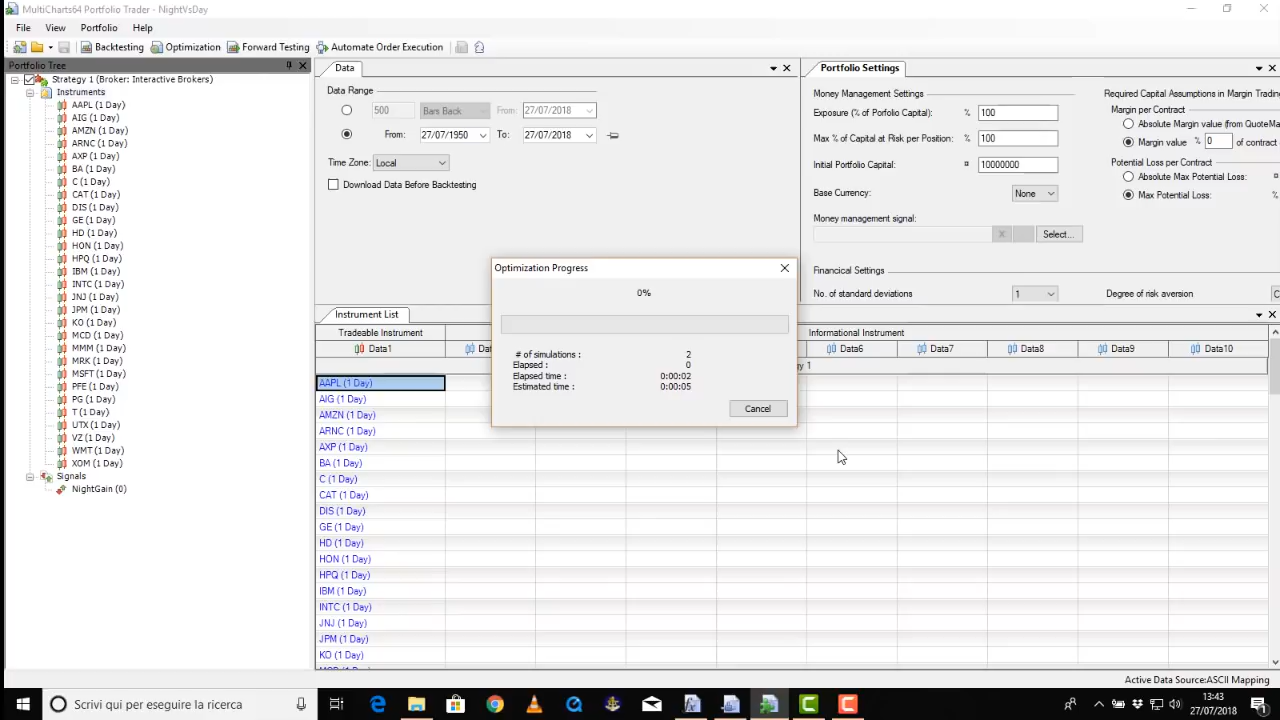 MultiCharts64 Portfolio Trader - NightVsDay
File View Portfolio Help
Backtesting Optimization Forward Testing Automate Order Execution
Portfolio Tree
Strategy 1 (Broker: Interactive Brokers)
Instruments
AAPL (1 Day)
AIG (1 Day)
AMZN (1 Day)
ARNC (1 Day)
AXP (1 Day)
BA (1 Day)
C (1 Day)
CAT (1 Day)
DIS (1 Day)
GE (1 Day)
HD (1 Day)
HON (1 Day)
HPQ (1 Day)
IBM (1 Day)
INTC (1 Day)
JNJ (1 Day)
JPM (1 Day)
KO (1 Day)
MCD (1 Day)
MMM (1 Day)
MRK (1 Day)
MSFT (1 Day)
PFE (1 Day)
PG (1 Day)
T (1 Day)
UTX (1 Day)
VZ (1 Day)
WMT (1 Day)
XOM (1 Day)
Signals
NightGain (0)
Data
Data Range
500 Bars Back From: 27/07/2018
From: 27/07/1950 To: 27/07/2018
Time Zone: Local
Download Data Before Backtesting
Portfolio Settings
Money Management Settings
Exposure (% of Porfolio Capital): % 100
Max % of Capital at Risk per Position: % 100
Initial Portfolio Capital: ¤ 10000000
Base Currency: None
Money management signal:
x Select...
Financical Settings
No. of standard deviations 1 Degree of risk aversion
Required Capital Assumptions in Margin Trading
Margin per Contract
Absolute Margin value (from QuoteMa
Margin value % 0 of contract
Potential Loss per Contract
Absolute Max Potential Loss: ¤
Max Potential Loss: %
Optimization Progress
0%
# of simulations : 2
Elapsed : 0
Elapsed time : 0:00:02
Estimated time : 0:00:05
Cancel
Instrument List
Tradeable Instrument Informational Instrument
Data1 Dat Data6 Data7 Data8 Data9 Data10
y 1
AAPL (1 Day)
AIG (1 Day)
AMZN (1 Day)
ARNC (1 Day)
AXP (1 Day)
BA (1 Day)
C (1 Day)
CAT (1 Day)
DIS (1 Day)
GE (1 Day)
HD (1 Day)
HON (1 Day)
HPQ (1 Day)
IBM (1 Day)
INTC (1 Day)
JNJ (1 Day)
JPM (1 Day)
KO (1 Day)
Active Data Source:ASCII Mapping
Scrivi qui per eseguire la ricerca
13:43
27/07/2018